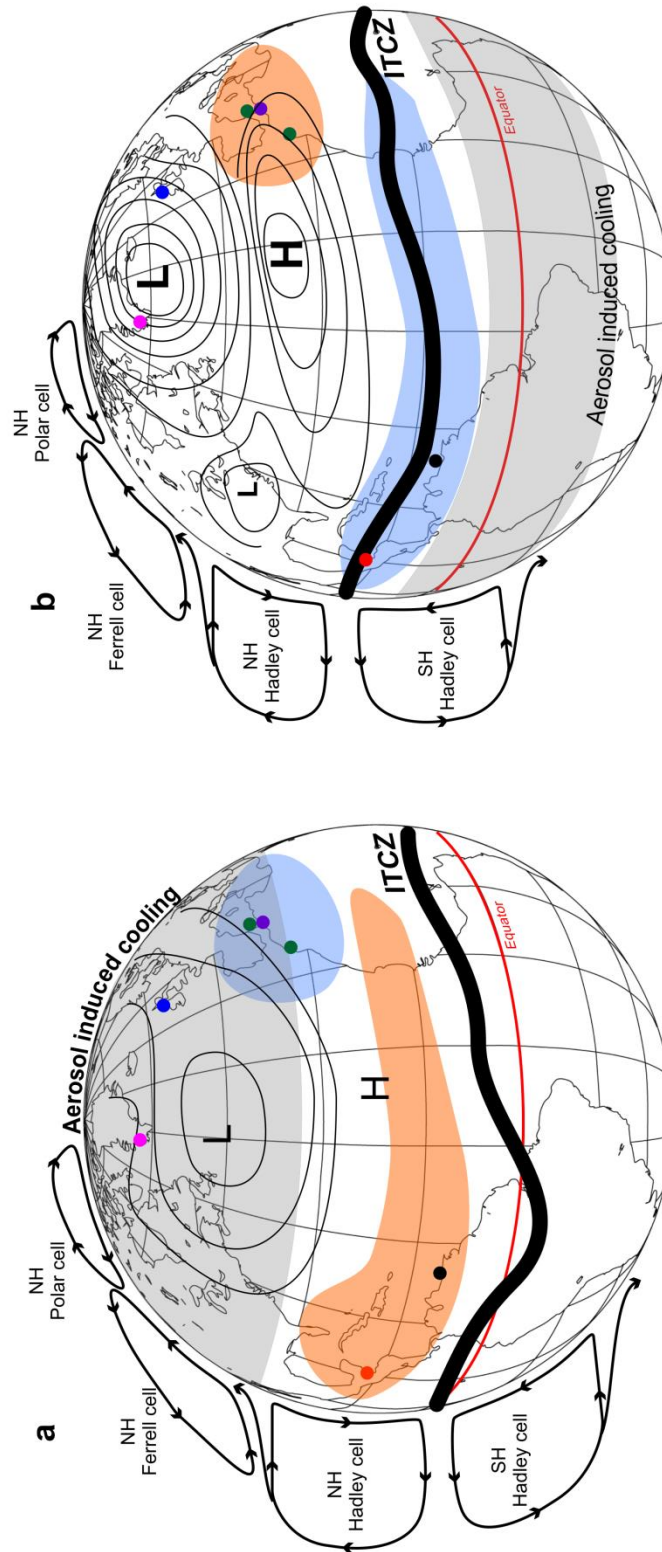 a
NH
Polar cell
NH
Ferrell cell
NH
Hadley cell
SH
Hadley cell
Aerosol induced cooling
L
H
ITCZ
Equator
b
NH
Polar cell
NH
Ferrell cell
NH
Hadley cell
SH
Hadley cell
L
L
H
ITCZ
Equator
Aerosol induced cooling